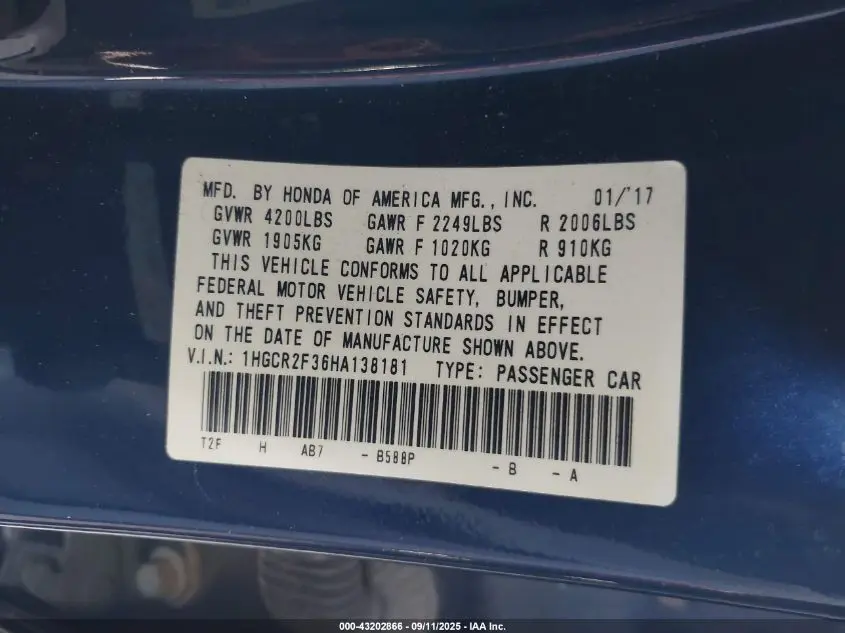 MFD. BY HONDA OF AMERICA MFG., INC. 01/'17
GVWR 4200LBS GAWR F 2249LBS R 2006LBS
GVWR 1905KG GAWR F 1020KG R 910KG
THIS VEHICLE CONFORMS TO ALL APPLICABLE
FEDERAL MOTOR VEHICLE SAFETY, BUMPER,
AND THEFT PREVENTION STANDARDS IN EFFECT
ON THE DATE OF MANUFACTURE SHOWN ABOVE.
V.I.N.: 1HGCR2F36HA138181 TYPE: PASSENGER CAR
T2F H AB7 - B588P - B - A
000-43202866 - 09/11/2025 - IAA Inc.